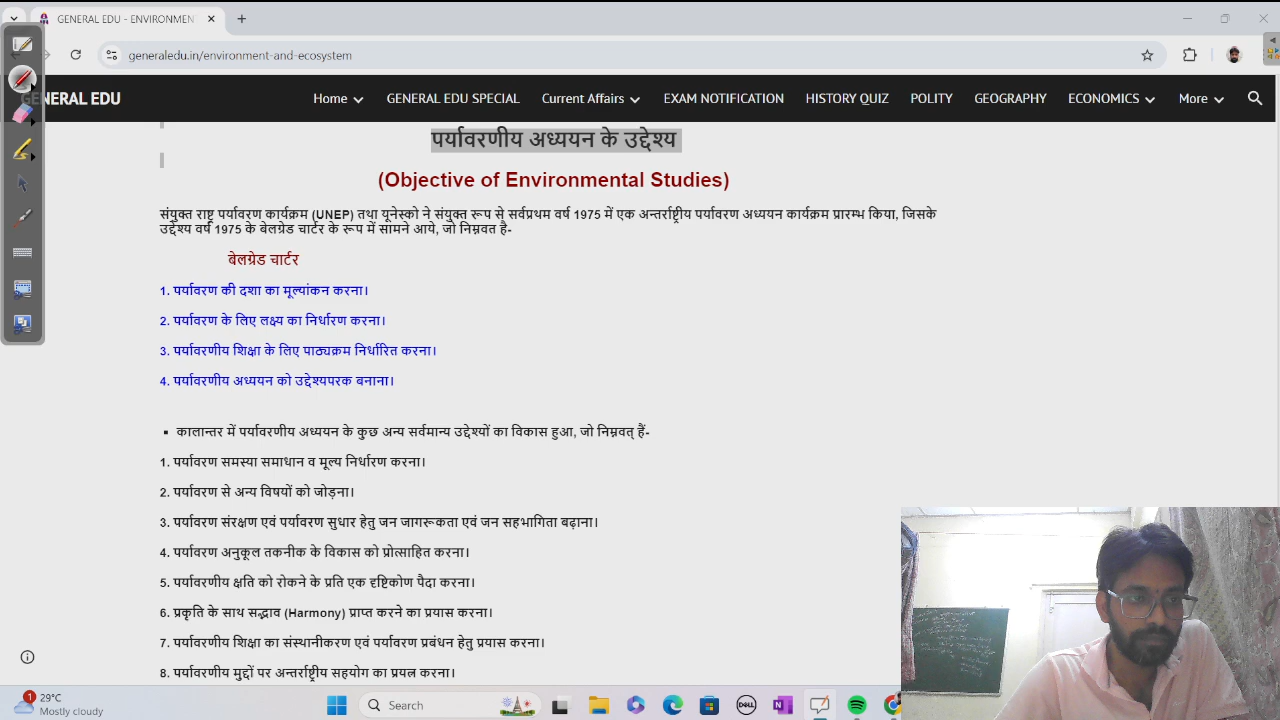 GENERAL EDU - ENVIRONMEN
generaledu.in/environment-and-ecosystem
GENERAL EDU
Home
GENERAL EDU SPECIAL
Current Affairs
EXAM NOTIFICATION
HISTORY QUIZ
POLITY
GEOGRAPHY
ECONOMICS
More
पर्यावरणीय अध्ययन के उद्देश्य
(Objective of Environmental Studies)
संयुक्त राष्ट्र पर्यावरण कार्यक्रम (UNEP) तथा यूनेस्को ने संयुक्त रूप से सर्वप्रथम वर्ष 1975 में एक अन्तर्राष्ट्रीय पर्यावरण अध्ययन कार्यक्रम प्रारम्भ किया, जिसके
उद्देश्य वर्ष 1975 के बेलग्रेड चार्टर के रूप में सामने आये, जो निम्नवत है-
बेलग्रेड चार्टर
1. पर्यावरण की दशा का मूल्यांकन करना।
2. पर्यावरण के लिए लक्ष्य का निर्धारण करना।
3. पर्यावरणीय शिक्षा के लिए पाठ्यक्रम निर्धारित करना।
4. पर्यावरणीय अध्ययन को उद्देश्यपरक बनाना।
▪ कालान्तर में पर्यावरणीय अध्ययन के कुछ अन्य सर्वमान्य उद्देश्यों का विकास हुआ, जो निम्नवत् हैं-
1. पर्यावरण समस्या समाधान व मूल्य निर्धारण करना।
2. पर्यावरण से अन्य विषयों को जोड़ना।
3. पर्यावरण संरक्षण एवं पर्यावरण सुधार हेतु जन जागरूकता एवं जन सहभागिता बढ़ाना।
4. पर्यावरण अनुकूल तकनीक के विकास को प्रोत्साहित करना।
5. पर्यावरणीय क्षति को रोकने के प्रति एक दृष्टिकोण पैदा करना।
6. प्रकृति के साथ सद्भाव (Harmony) प्राप्त करने का प्रयास करना।
7. पर्यावरणीय शिक्षा का संस्थानीकरण एवं पर्यावरण प्रबंधन हेतु प्रयास करना।
8. पर्यावरणीय मुद्दों पर अन्तर्राष्ट्रीय सहयोग का प्रयत्न करना।
1
29°C
Mostly cloudy
Search
DELL